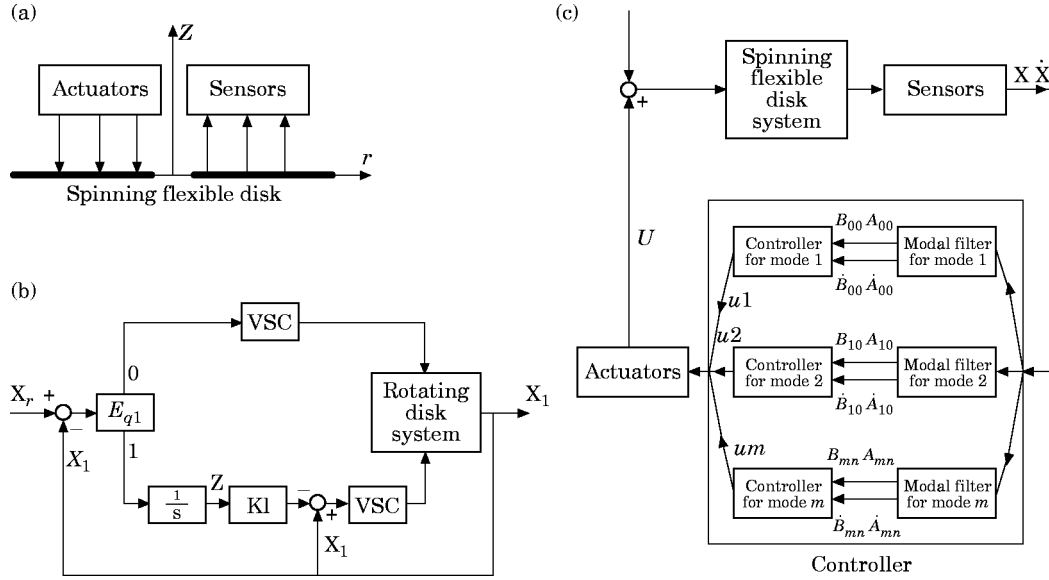 (a)
Z
Actuators
Sensors
r
Spinning flexible disk
(b)
VSC
0
X_r
+
−
E_q1
X_1
1
1/s
Z
K1
−
+
VSC
X_1
Rotating
disk
system
X_1
(c)
+
Spinning
flexible
disk
system
Sensors
X Ẋ
U
Actuators
u1
u2
um
Controller
for mode 1
B_00 A_00
Ḃ_00 Ȧ_00
Modal filter
for mode 1
Controller
for mode 2
B_10 A_10
Ḃ_10 Ȧ_10
Modal filter
for mode 2
Controller
for mode m
B_mn A_mn
Ḃ_mn Ȧ_mn
Modal filter
for mode m
Controller